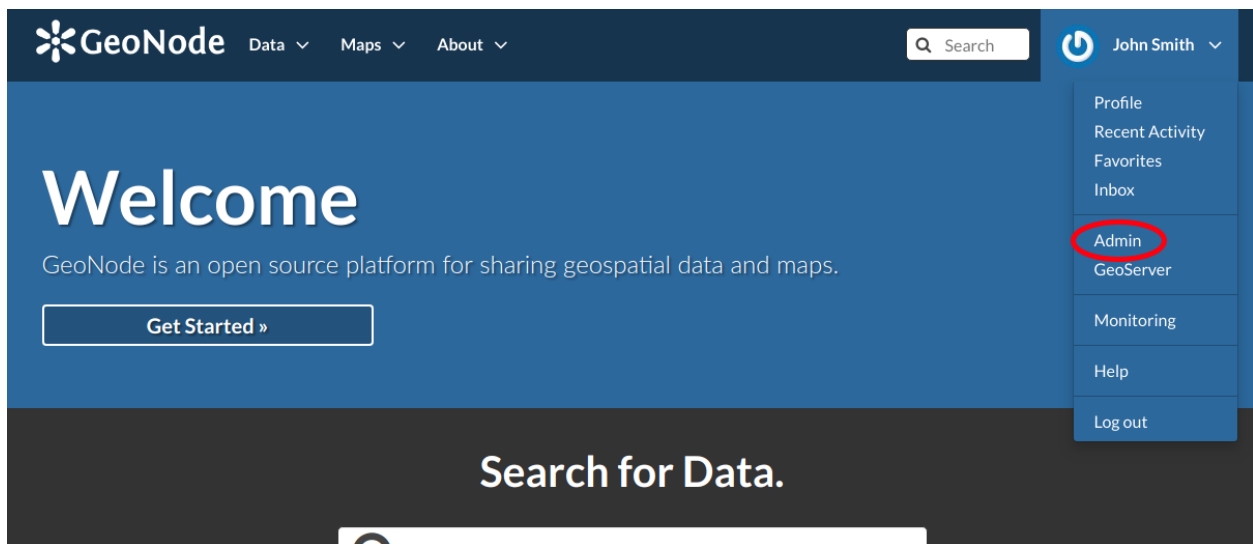 GeoNode Data Maps About Search John Smith
Profile
Recent Activity
Favorites
Inbox
Admin
GeoServer
Monitoring
Help
Log out
Welcome
GeoNode is an open source platform for sharing geospatial data and maps.
Get Started »
Search for Data.